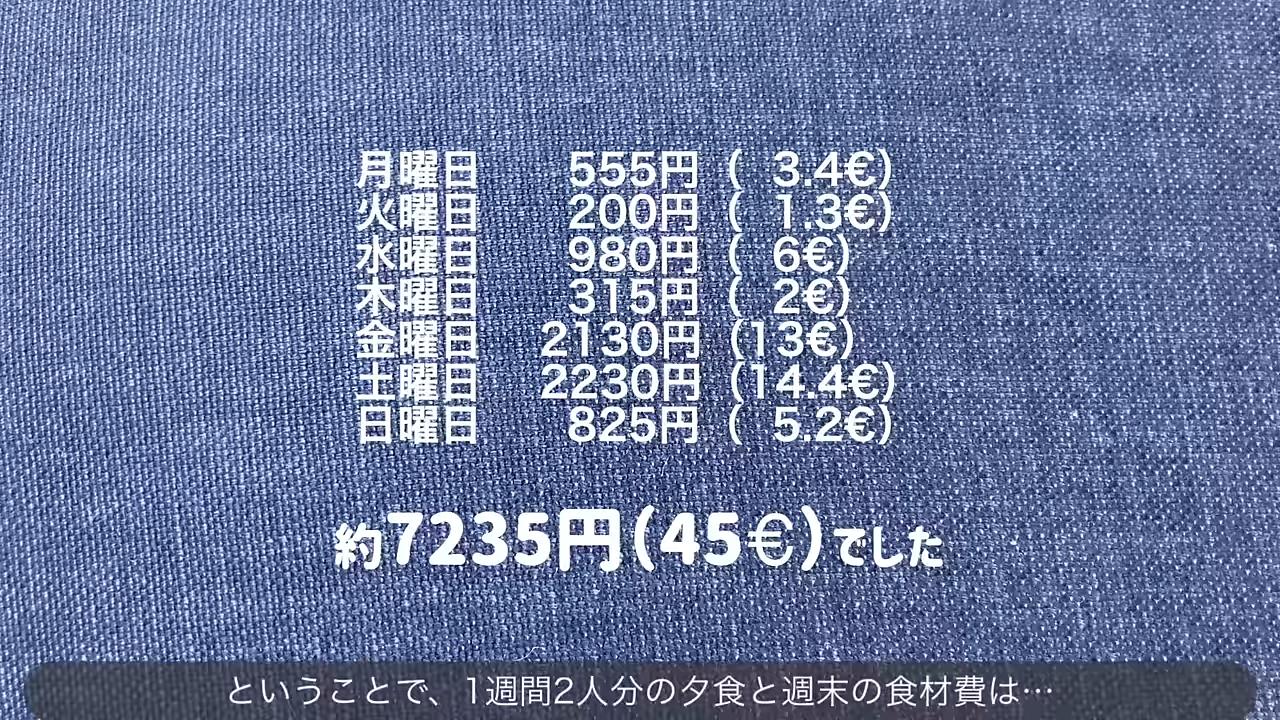 月曜日 555円 ( 3.4€)
火曜日 200円 ( 1.3€)
水曜日 980円 ( 6€)
木曜日 315円 ( 2€)
金曜日 2130円 (13€)
土曜日 2230円 (14.4€)
日曜日 825円 ( 5.2€)
約7235円(45€)でした
ということで、1週間2人分の夕食と週末の食材費は…